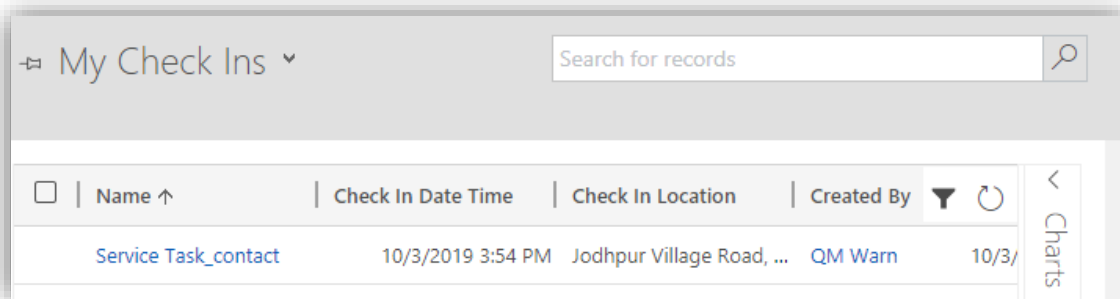 My Check Ins
Search for records
Name Check In Date Time Check In Location Created By
Service Task_contact 10/3/2019 3:54 PM Jodhpur Village Road, ... QM Warn 10/3/
Charts